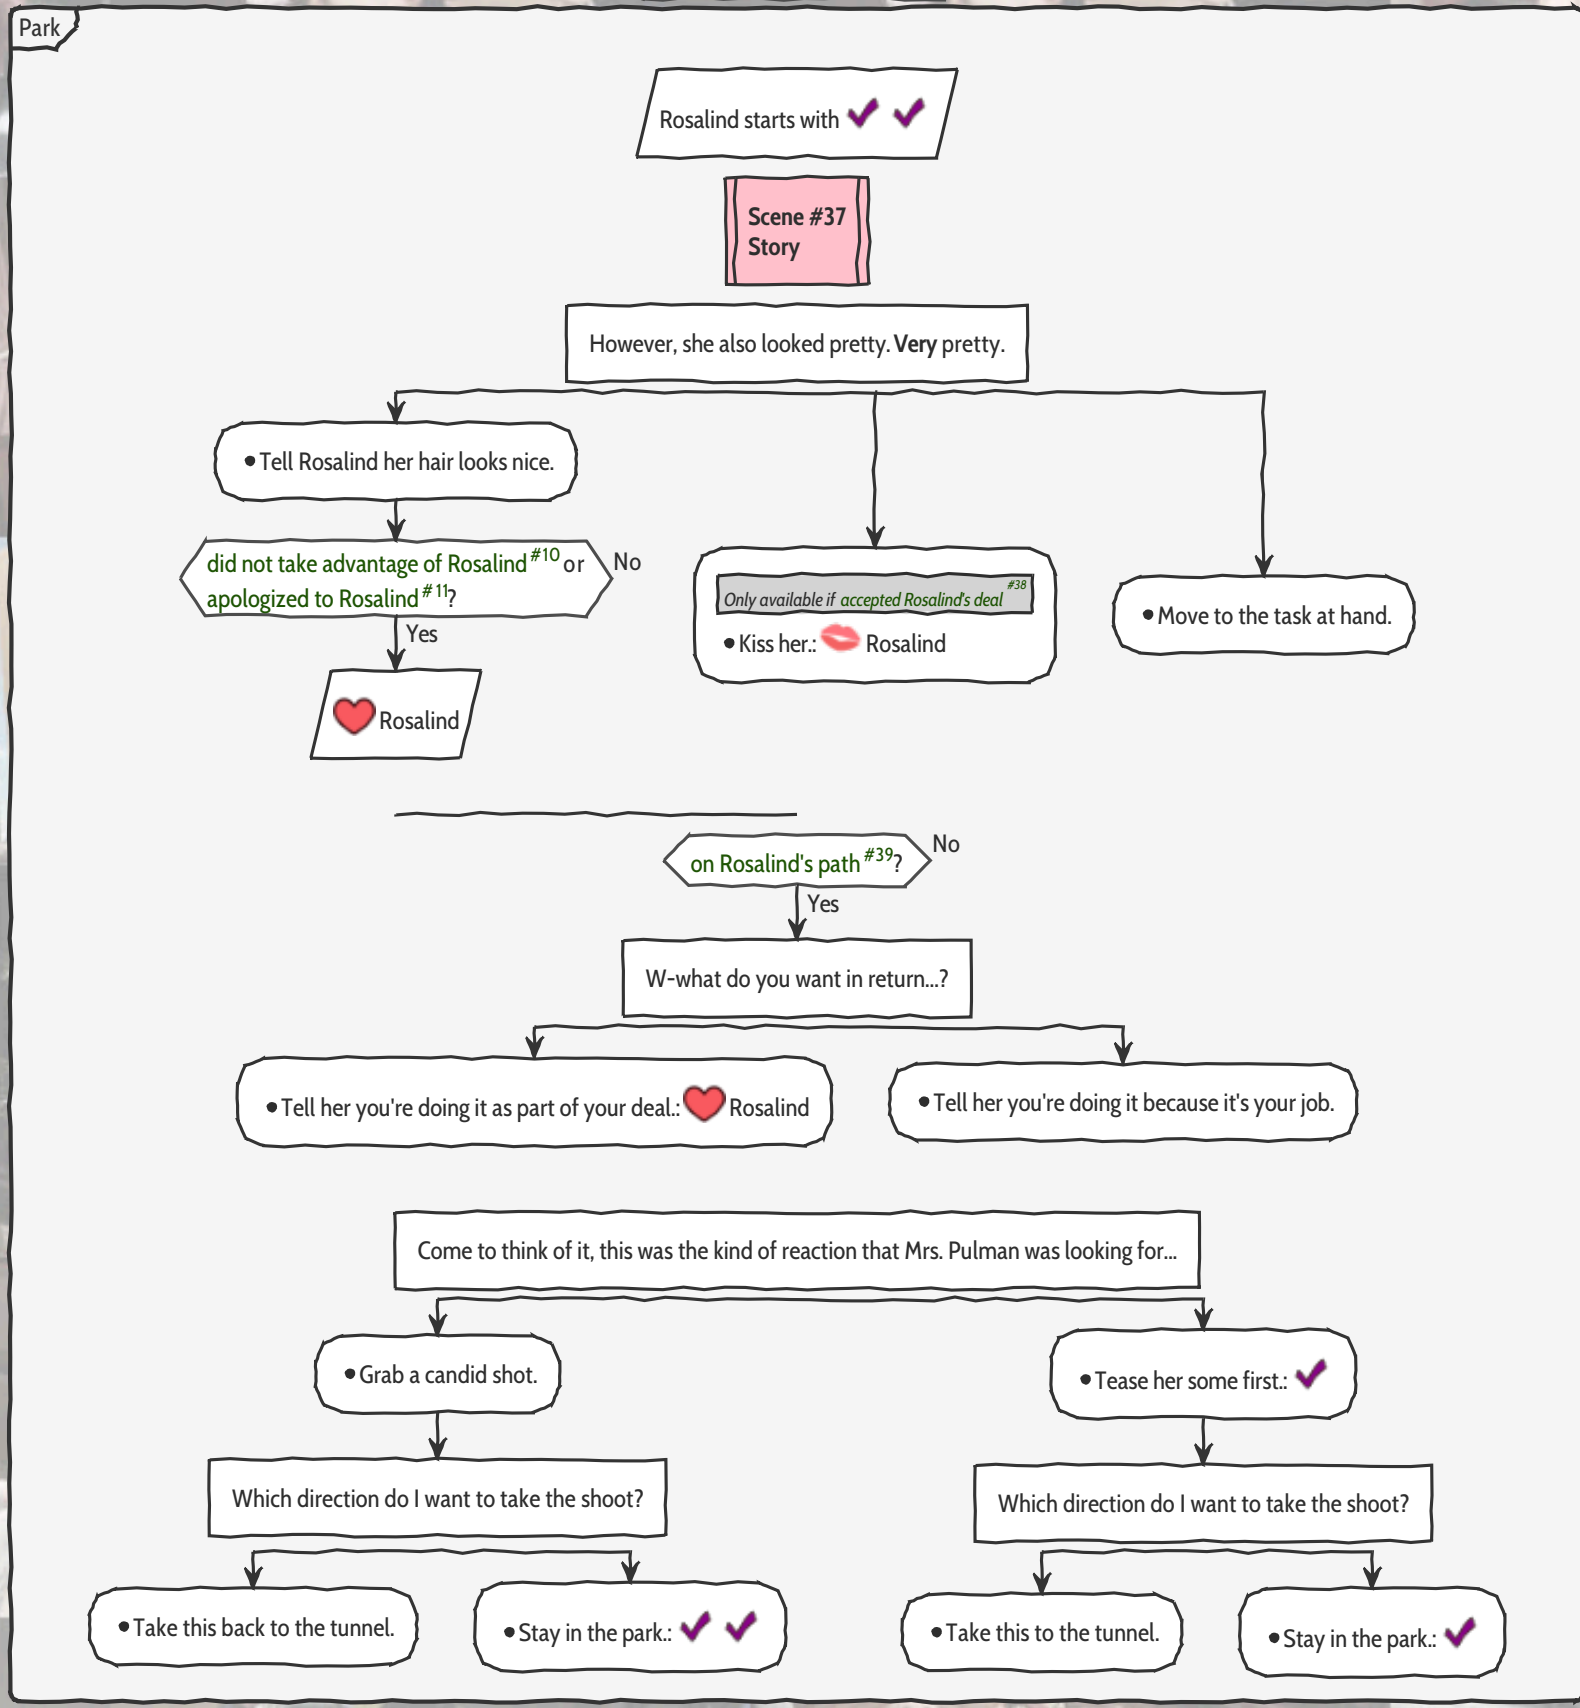 Park
Rosalind starts with
Scene #37
Story
However, she also looked pretty. Very pretty.
• Tell Rosalind her hair looks nice.
did not take advantage of Rosalind #10 or
apologized to Rosalind #11?
No
Yes
Rosalind
Only available if accepted Rosalind's deal #38
• Kiss her.: Rosalind
• Move to the task at hand.
on Rosalind's path #39?
No
Yes
W-what do you want in return...?
• Tell her you're doing it as part of your deal.: Rosalind
• Tell her you're doing it because it's your job.
Come to think of it, this was the kind of reaction that Mrs. Pulman was looking for...
• Grab a candid shot.
• Tease her some first.:
Which direction do I want to take the shoot?
Which direction do I want to take the shoot?
• Take this back to the tunnel.
• Stay in the park.:
• Take this to the tunnel.
• Stay in the park.: